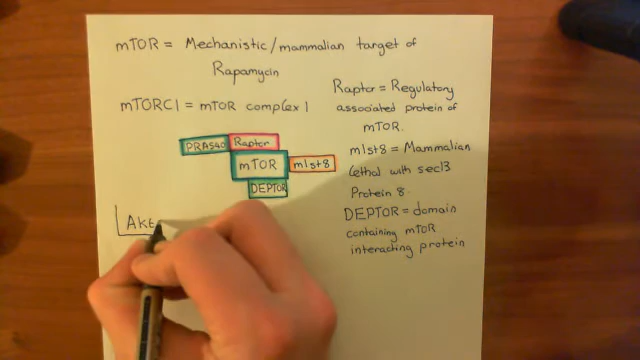 mTOR = Mechanistic/mammalian target of
Rapamycin
mTORC1 = mTOR complex 1
PRAS40 Raptor
mTOR mlst8
DEPTOR
Raptor = Regulatory
associated protein of
mTOR.
mlst8 = Mammalian
lethal with sec13
Protein 8.
DEPTOR = domain
containing mTOR
interacting protein